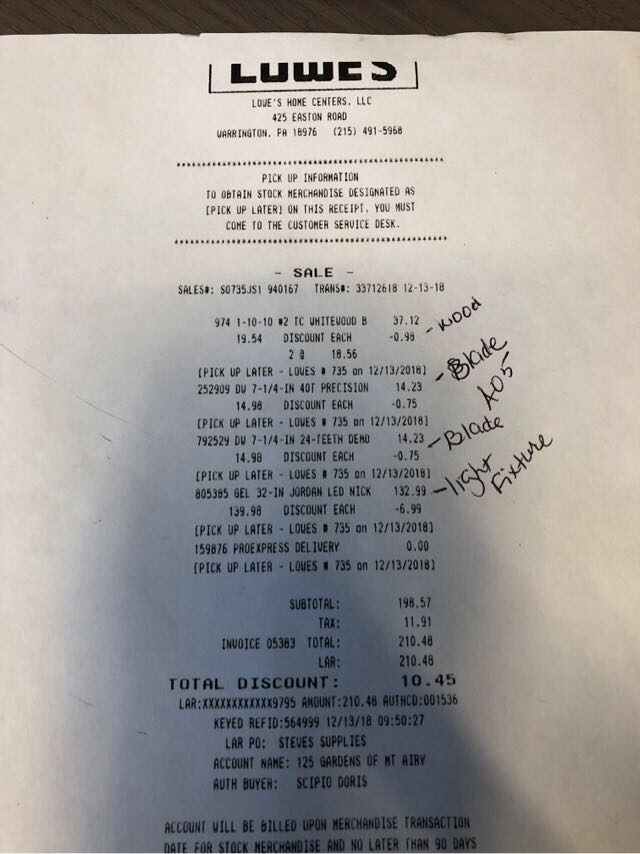 LOWE'S
LOWE'S HOME CENTERS, LLC
425 EASTON ROAD
WARRINGTON, PA 18976 (215) 491-5968
PICK UP INFORMATION
TO OBTAIN STOCK MERCHANDISE DESIGNATED AS
[PICK UP LATER] ON THIS RECEIPT, YOU MUST
COME TO THE CUSTOMER SERVICE DESK.
- SALE -
SALES#: S0735JS1 940167 TRANS#: 33712618 12-13-18
974 1-10-10 #2 TC WHITEWOOD B 37.12 - wood
19.54 DISCOUNT EACH -0.98
2 @ 18.56
[PICK UP LATER - LOWES # 735 on 12/13/2018]
252909 DW 7-1/4-IN 40T PRECISION 14.23 - Blade
14.98 DISCOUNT EACH -0.75 A05
[PICK UP LATER - LOWES # 735 on 12/13/2018]
792529 DW 7-1/4-IN 24-TEETH DEMO 14.23 - Blade
14.98 DISCOUNT EACH -0.75
[PICK UP LATER - LOWES # 735 on 12/13/2018]
805385 GEL 32-IN JORDAN LED NICK 132.99 - light
139.98 DISCOUNT EACH -6.99 Fixture
[PICK UP LATER - LOWES # 735 on 12/13/2018]
159876 PROEXPRESS DELIVERY 0.00
[PICK UP LATER - LOWES # 735 on 12/13/2018]
SUBTOTAL: 198.57
TAX: 11.91
INVOICE 05383 TOTAL: 210.48
LAR: 210.48
TOTAL DISCOUNT: 10.45
LAR:XXXXXXXXXXXX9795 AMOUNT:210.48 AUTHCD:001536
KEYED REFID:564999 12/13/18 09:50:27
LAR PO: STEVES SUPPLIES
ACCOUNT NAME: 125 GARDENS OF MT AIRY
AUTH BUYER: SCIPIO DORIS
ACCOUNT WILL BE BILLED UPON MERCHANDISE TRANSACTION
DATE FOR STOCK MERCHANDISE AND NO LATER THAN 90 DAYS